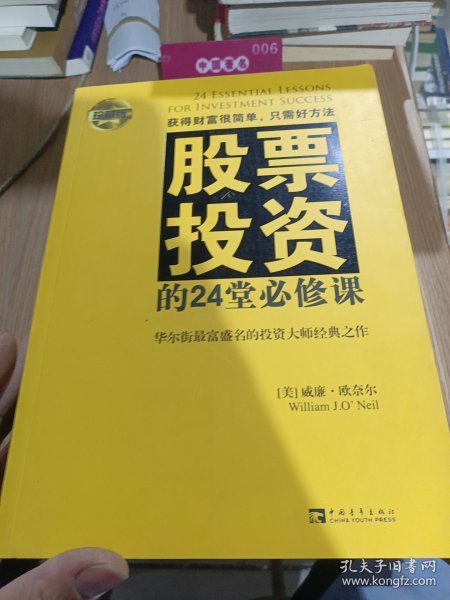 006
24 ESSENTIAL LESSONS
FOR INVESTMENT SUCCESS
珍藏版
获得财富很简单，只需好方法
股票
投资
的24堂必修课
华尔街最富盛名的投资大师经典之作
[美] 威廉·欧奈尔
William J.O'Neil
中国青年出版社
CHINA YOUTH PRESS
孔夫子旧书网
www.kongfz.com